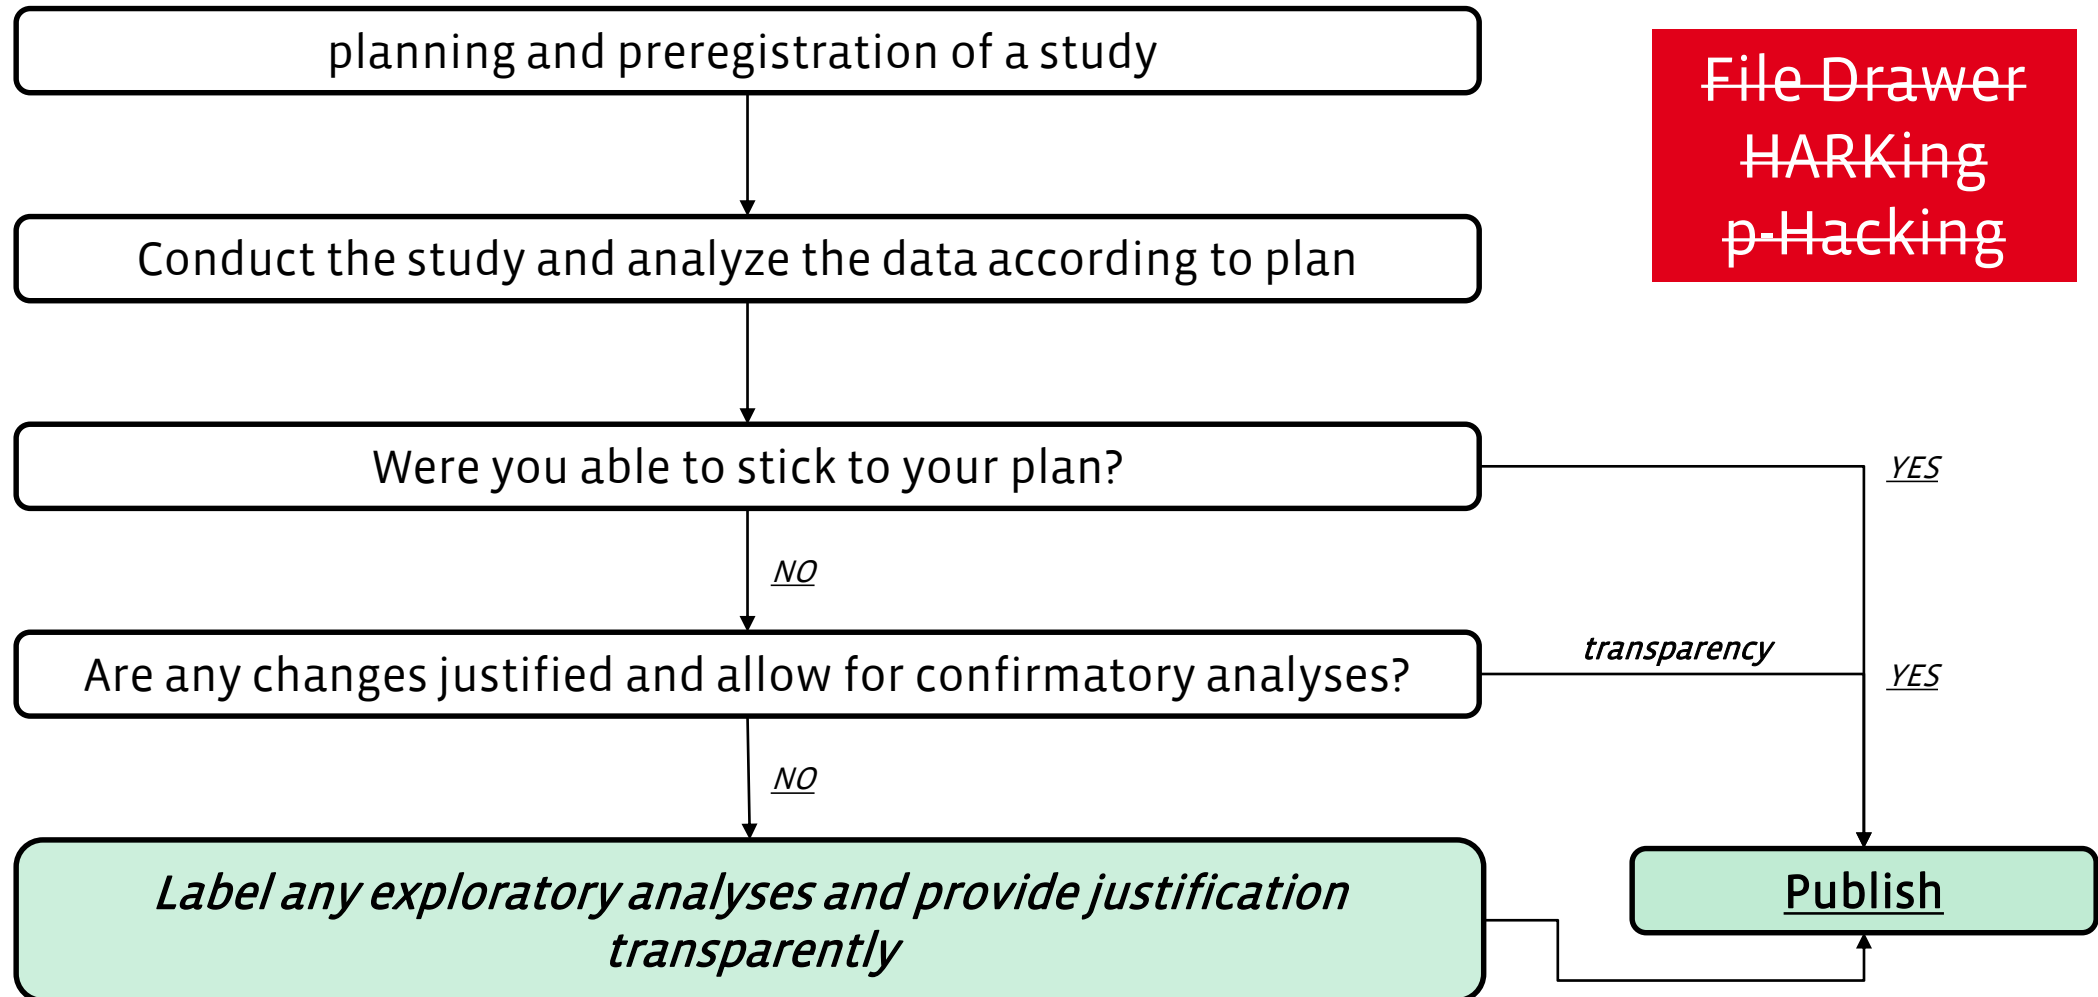 planning and preregistration of a study
File Drawer
HARKing
p-Hacking
Conduct the study and analyze the data according to plan
Were you able to stick to your plan?
YES
NO
Are any changes justified and allow for confirmatory analyses?
transparency
YES
NO
Label any exploratory analyses and provide justification
transparently
Publish